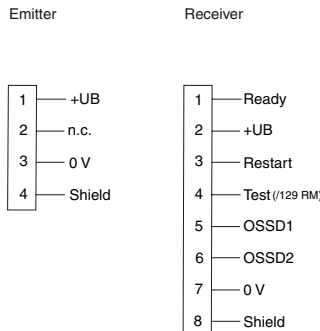 Emitter
Receiver
1 +UB
2 n.c.
3 0 V
4 Shield
1 Ready
2 +UB
3 Restart
4 Test (/129 RM)
5 OSSD1
6 OSSD2
7 0 V
8 Shield